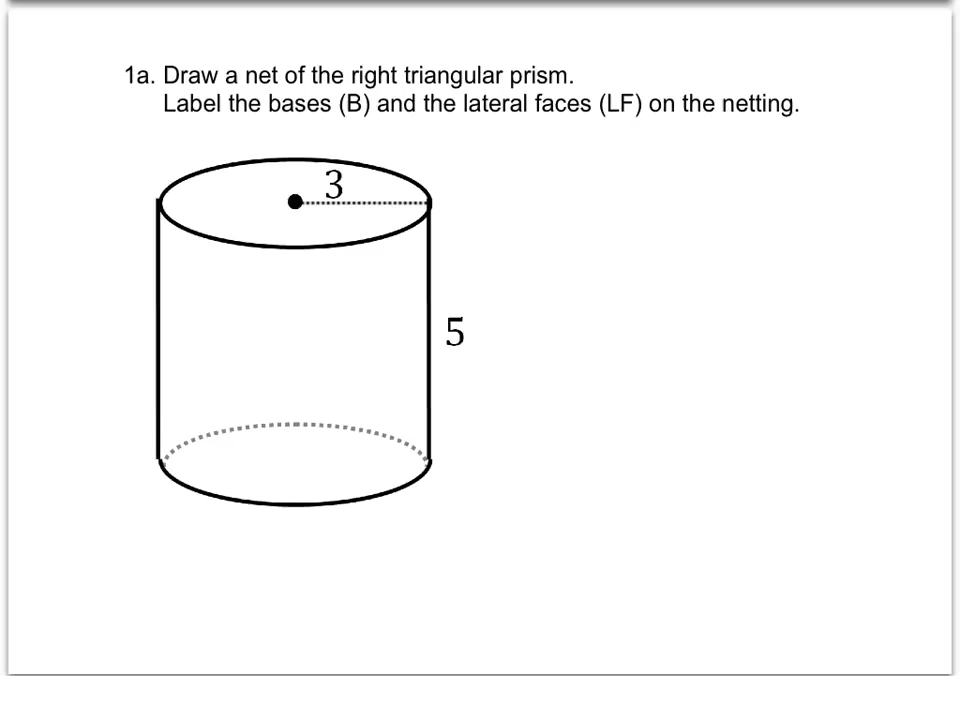 1a. Draw a net of the right triangular prism.
Label the bases (B) and the lateral faces (LF) on the netting.
3
5